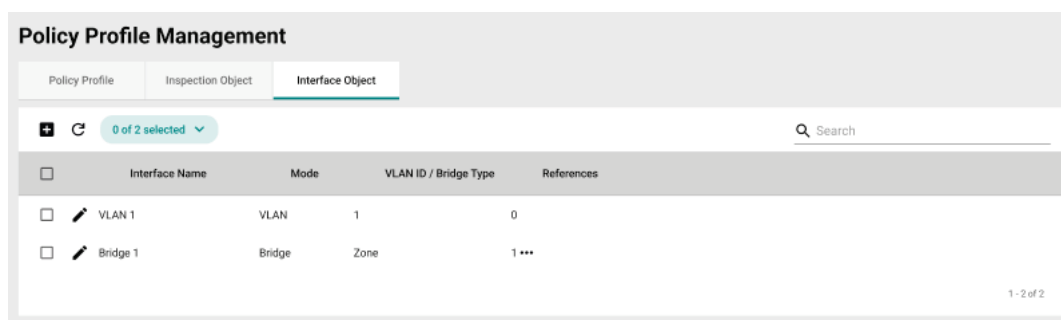 Policy Profile Management
Policy Profile Inspection Object Interface Object
0 of 2 selected Search
Interface Name Mode VLAN ID / Bridge Type References
VLAN 1 VLAN 1 0
Bridge 1 Bridge Zone 1 •••
1 - 2 of 2